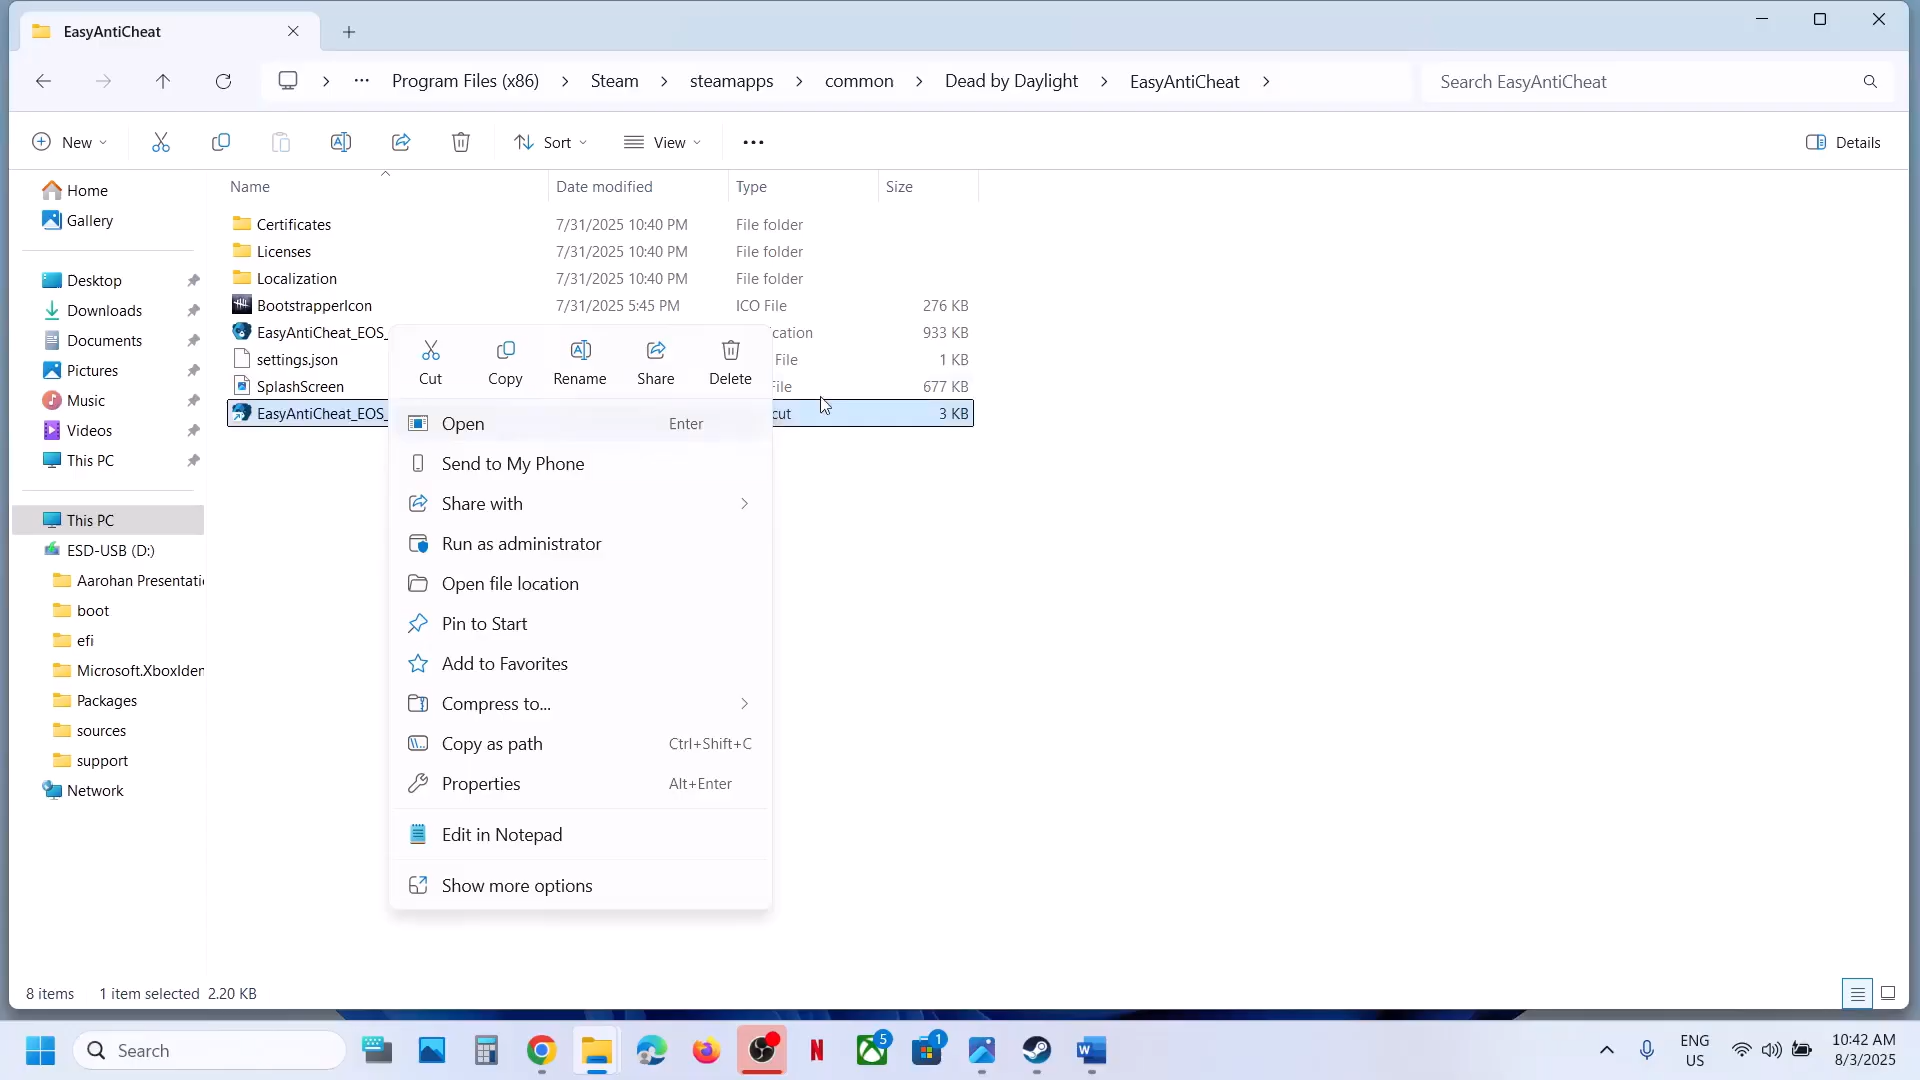 EasyAntiCheat
Program Files (x86) Steam steamapps common Dead by Daylight EasyAntiCheat
Search EasyAntiCheat
New
Sort
View
Details
Name Date modified Type Size
Home
Gallery
Desktop
Downloads
Documents
Pictures
Music
Videos
This PC
This PC
ESD-USB (D:)
Aarohan Presentati
boot
efi
Microsoft.XboxIden
Packages
sources
support
Network
Certificates 7/31/2025 10:40 PM File folder
Licenses 7/31/2025 10:40 PM File folder
Localization 7/31/2025 10:40 PM File folder
BootstrapperIcon 7/31/2025 5:45 PM ICO File 276 KB
EasyAntiCheat_EOS_ cation 933 KB
settings.json File 1 KB
SplashScreen File 677 KB
EasyAntiCheat_EOS_ cut 3 KB
Cut Copy Rename Share Delete
Open Enter
Send to My Phone
Share with
Run as administrator
Open file location
Pin to Start
Add to Favorites
Compress to...
Copy as path Ctrl+Shift+C
Properties Alt+Enter
Edit in Notepad
Show more options
8 items 1 item selected 2.20 KB
Search
5
1
ENG
US
10:42 AM
8/3/2025